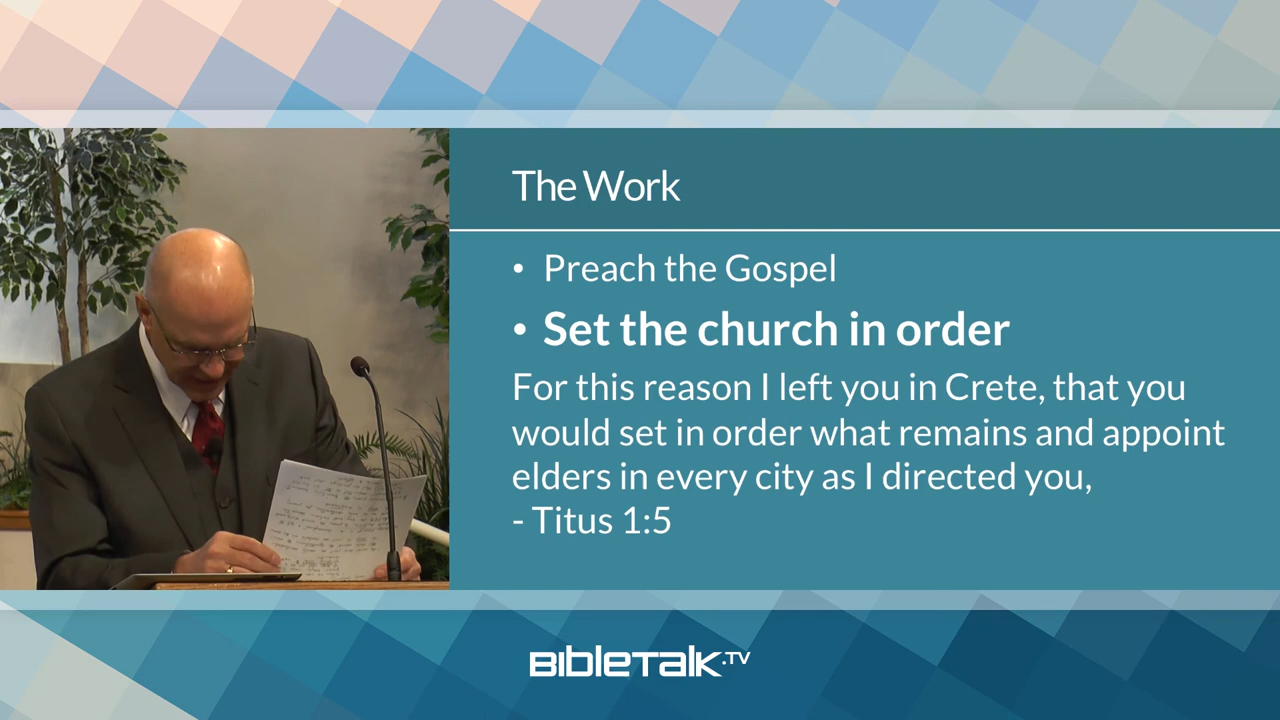 The Work
• Preach the Gospel
• Set the church in order
For this reason I left you in Crete, that you
would set in order what remains and appoint
elders in every city as I directed you,
- Titus 1:5
BIBLETALK.TV